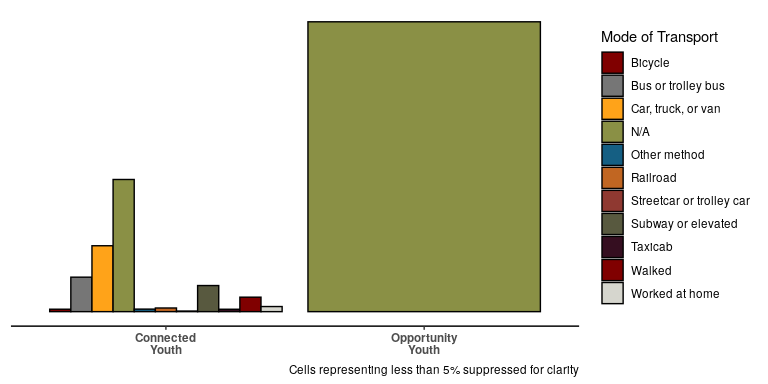 Mode of Transport
Bicycle
Bus or trolley bus
Car, truck, or van
N/A
Other method
Railroad
Streetcar or trolley car
Subway or elevated
Taxicab
Walked
Worked at home
Connected
Youth
Opportunity
Youth
Cells representing less than 5% suppressed for clarity